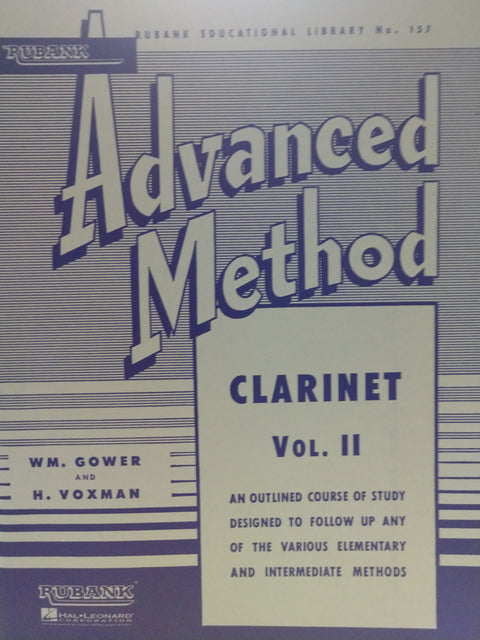 RUBANK EDUCATIONAL LIBRARY No. 157
RUBANK
Advanced
Method
CLARINET
VOL. II
WM. GOWER
AND
H. VOXMAN
AN OUTLINED COURSE OF STUDY
DESIGNED TO FOLLOW UP ANY
OF THE VARIOUS ELEMENTARY
AND INTERMEDIATE METHODS
RUBANK
HAL•LEONARD
CORPORATION